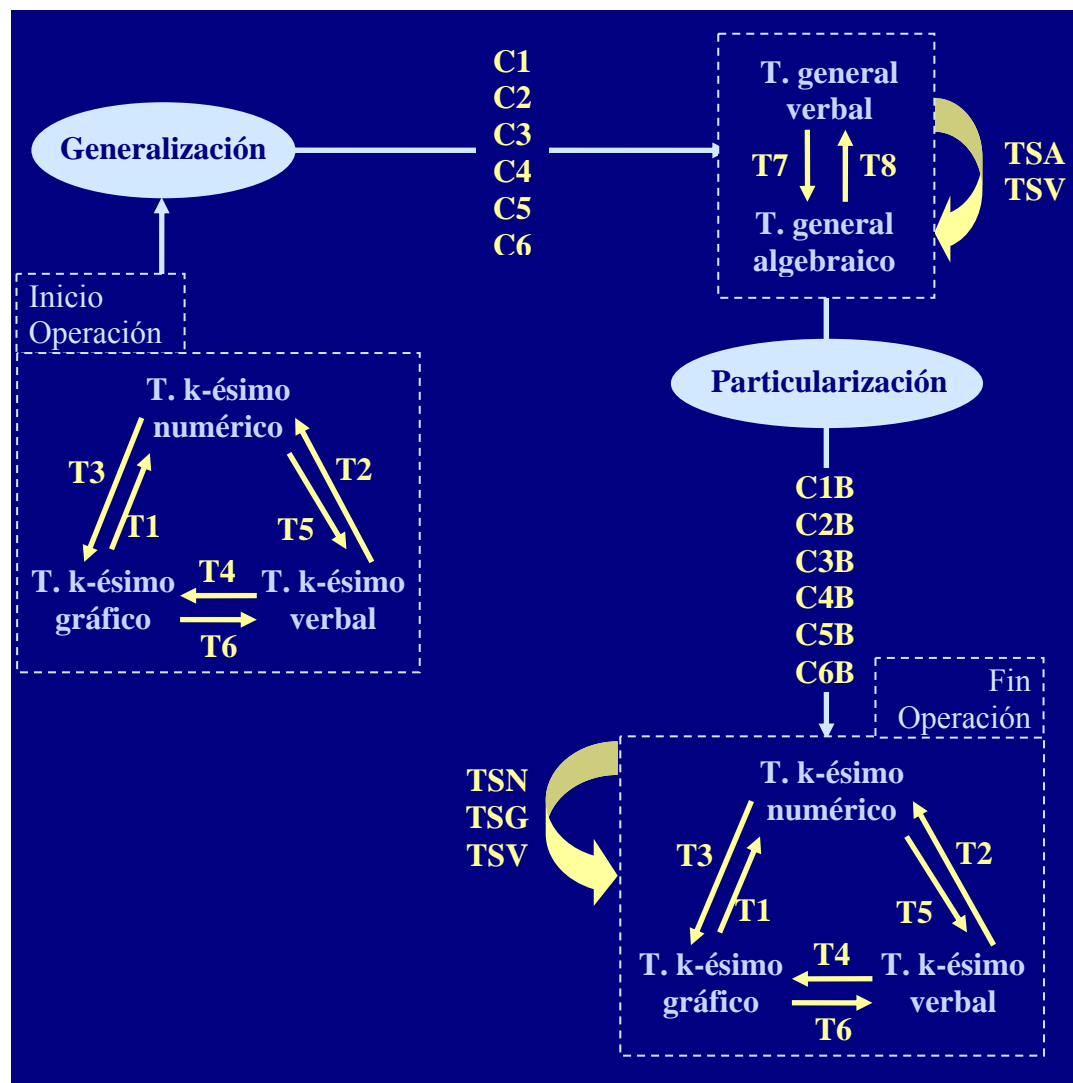 C1
C2
C3
C4
C5
C6
Generalización
T. general
verbal
T7
T8
T. general
algebraico
TSA
TSV
Inicio
Operación
T. k-ésimo
numérico
T3
T2
T1
T5
T. k-ésimo
gráfico
T4
T. k-ésimo
verbal
T6
Particularización
C1B
C2B
C3B
C4B
C5B
C6B
Fin
Operación
TSN
TSG
TSV
T. k-ésimo
numérico
T3
T2
T1
T5
T. k-ésimo
gráfico
T4
T. k-ésimo
verbal
T6